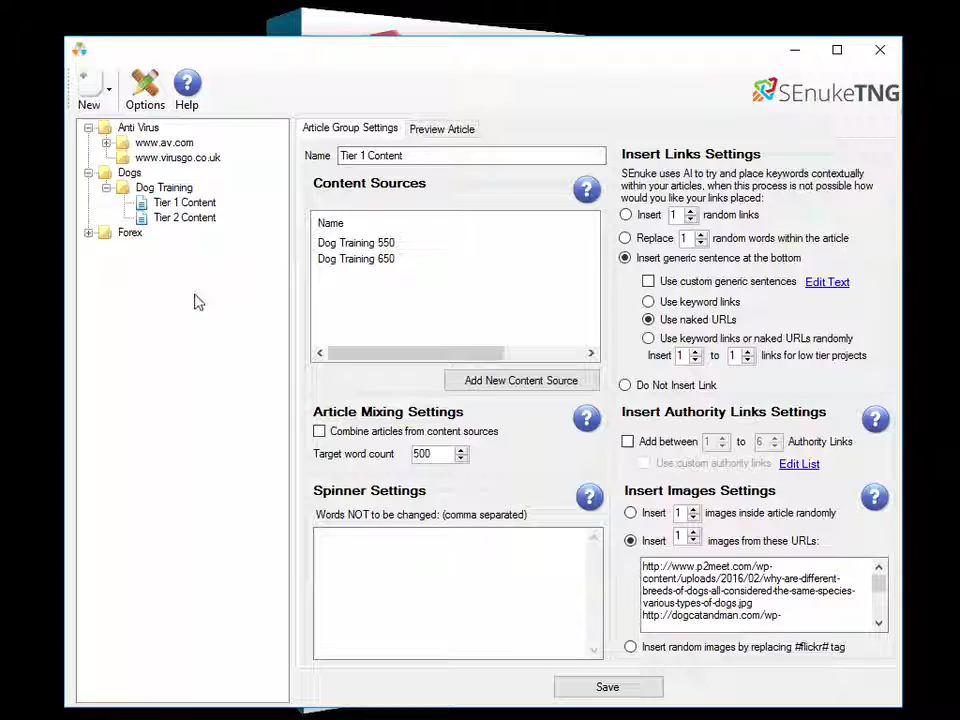 New
Options
Help
SEnukeTNG
Anti Virus
www.av.com
www.virusgo.co.uk
Dogs
Dog Training
Tier 1 Content
Tier 2 Content
Forex
Article Group Settings
Preview Article
Name
Tier 1 Content
Content Sources
?
Name
Dog Training 550
Dog Training 650
Add New Content Source
Article Mixing Settings
?
Combine articles from content sources
Target word count
500
Spinner Settings
?
Words NOT to be changed: (comma separated)
Insert Links Settings
SEnuke uses AI to try and place keywords contextually
within your articles, when this process is not possible how
would you like your links placed:
Insert 1 random links
Replace 1 random words within the article
Insert generic sentence at the bottom
Use custom generic sentences Edit Text
Use keyword links
Use naked URLs
Use keyword links or naked URLs randomly
Insert 1 to 1 links for low tier projects
Do Not Insert Link
Insert Authority Links Settings
?
Add between 1 to 6 Authority Links
Use custom authority links Edit List
Insert Images Settings
?
Insert 1 images inside article randomly
Insert 1 images from these URLs:
http://www.p2meet.com/wp-
content/uploads/2016/02/why-are-different-
breeds-of-dogs-all-considered-the-same-species-
various-types-of-dogs.jpg
http://dogcatandman.com/wp-
Insert random images by replacing #flickr# tag
Save